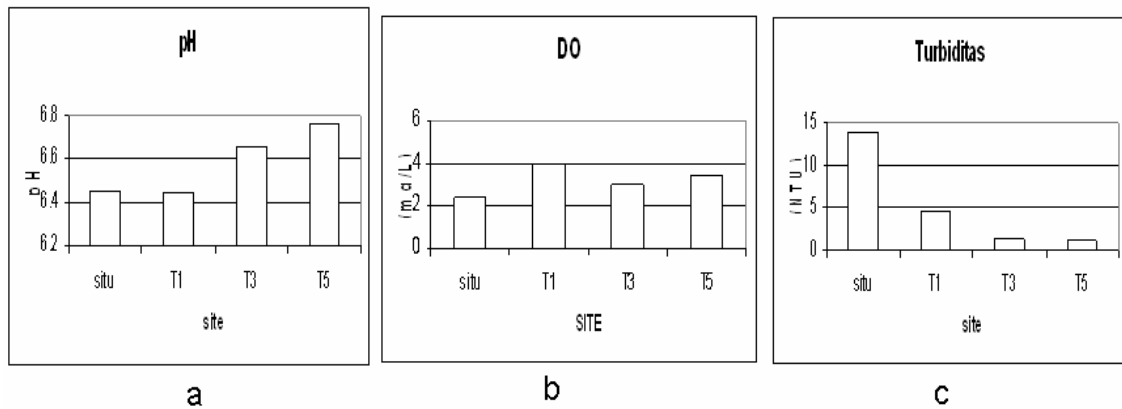 pH
6.8
6.6
6.4
6.2
pH
situ T1 T3 T5
site
DO
6
4
2
0
(mg/L)
situ T1 T3 T5
SITE
Turbiditas
15
10
5
0
(NTU)
situ T1 T3 T5
site
a b c